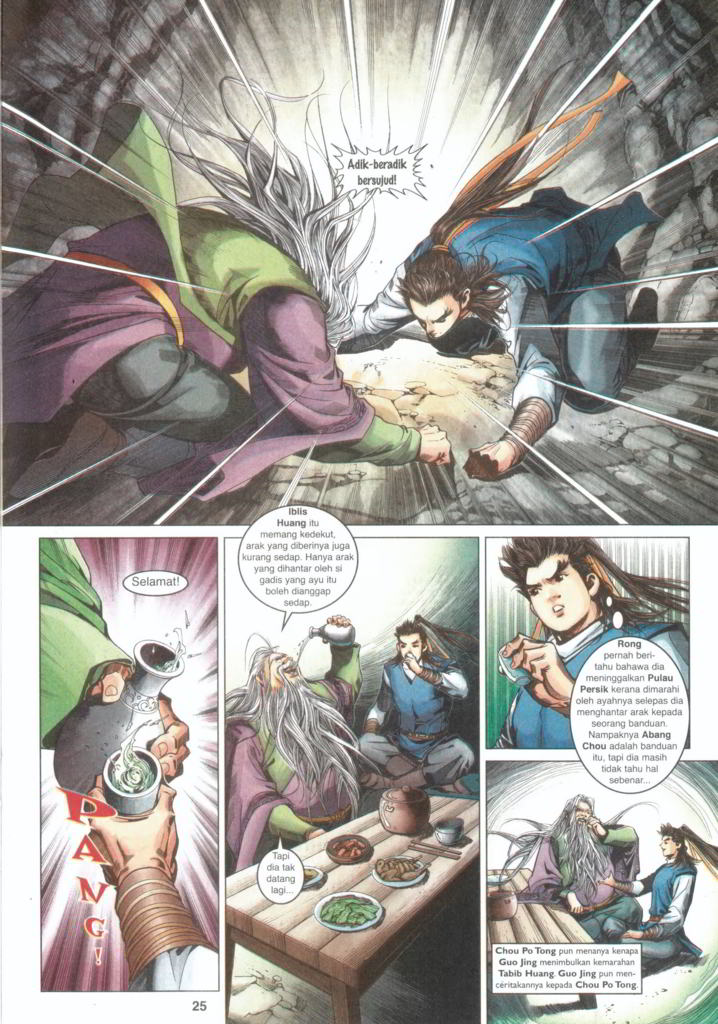 Adik-beradik
bersujud!
Selamat!
PANG!
Iblis
Huang itu
memang kedekut,
arak yang diberinya juga
kurang sedap. Hanya arak
yang dihantar oleh si
gadis yang ayu itu
boleh dianggap
sedap.
Tapi
dia tak
datang
lagi...
Rong
pernah beri-
tahu bahawa dia
meninggalkan Pulau
Persik kerana dimarahi
oleh ayahnya selepas dia
menghantar arak kepada
seorang banduan.
Nampaknya Abang
Chou adalah banduan
itu, tapi dia masih
tidak tahu hal
sebenar...
Chou Po Tong pun menanya kenapa
Guo Jing menimbulkan kemarahan
Tabib Huang. Guo Jing pun men-
ceritakannya kepada Chou Po Tong.
25